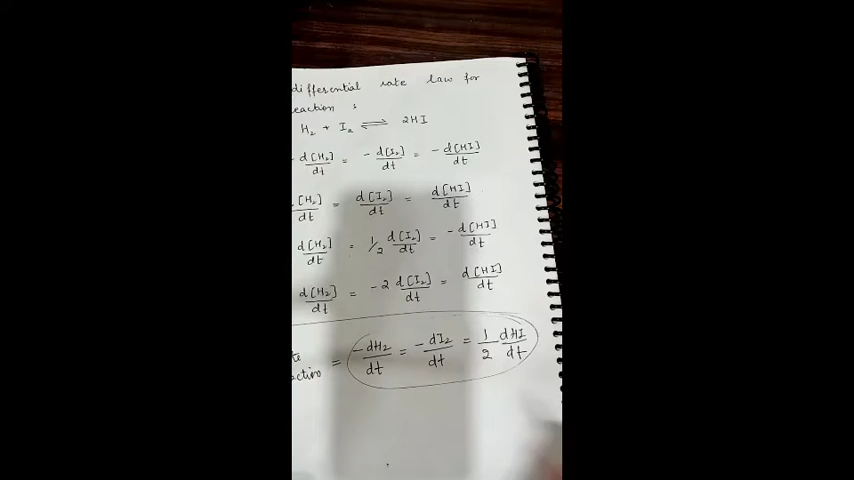 differential rate law for
eaction :
H₂ + I₂ ⇌ 2HI
- d[H₂]/dt = - d[I₂]/dt = - d[HI]/dt
[H₂]/dt = d[I₂]/dt = d[HI]/dt
d[H₂]/dt = 1/2 d[I₂]/dt = - d[HI]/dt
d[H₂]/dt = -2 d[I₂]/dt = d[HI]/dt
te
ction = -dH₂/dt = -dI₂/dt = 1/2 dHI/dt